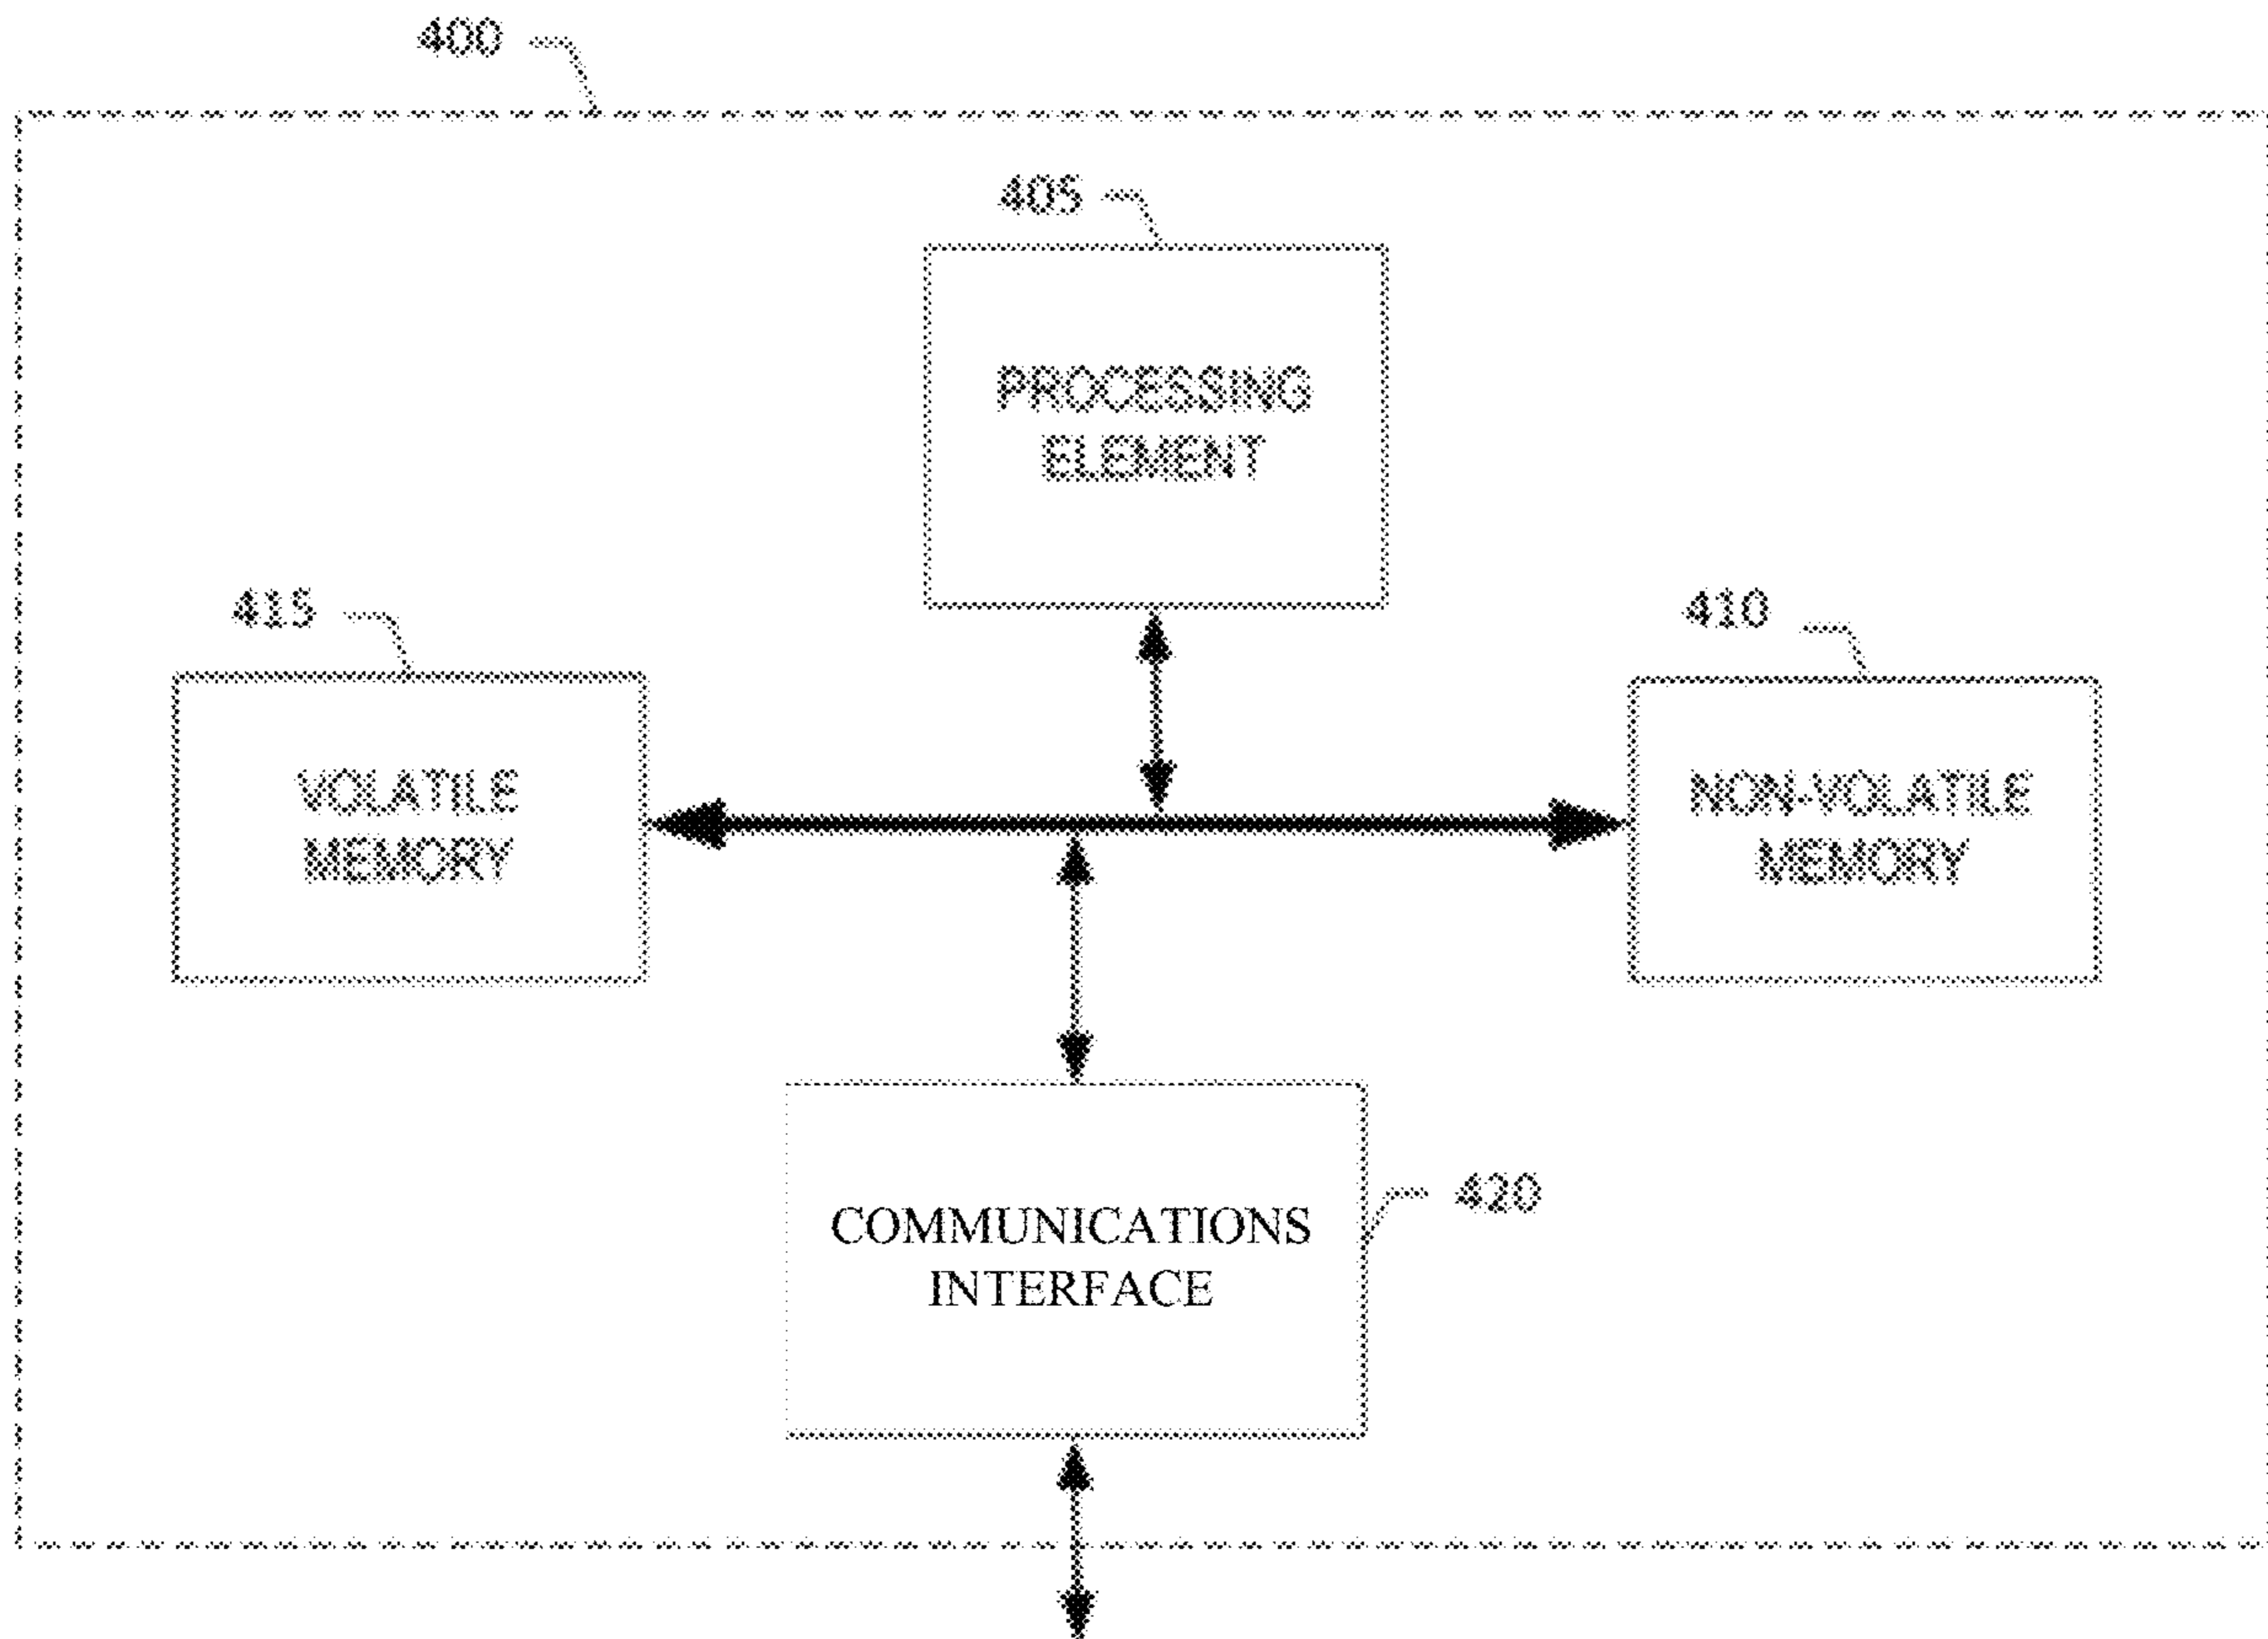 400
405
PROCESSING
ELEMENT
415
410
VOLATILE
MEMORY
NON-VOLATILE
MEMORY
COMMUNICATIONS
INTERFACE
420